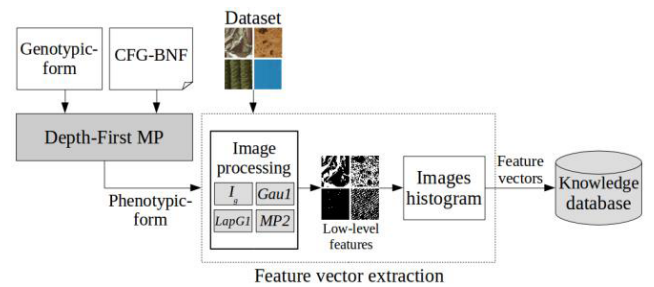 Dataset
Genotypic-
form
CFG-BNF
Depth-First MP
Phenotypic-
form
Image
processing
Ig
Gau1
LapG1
MP2
Low-level
features
Images
histogram
Feature
vectors
Knowledge
database
Feature vector extraction